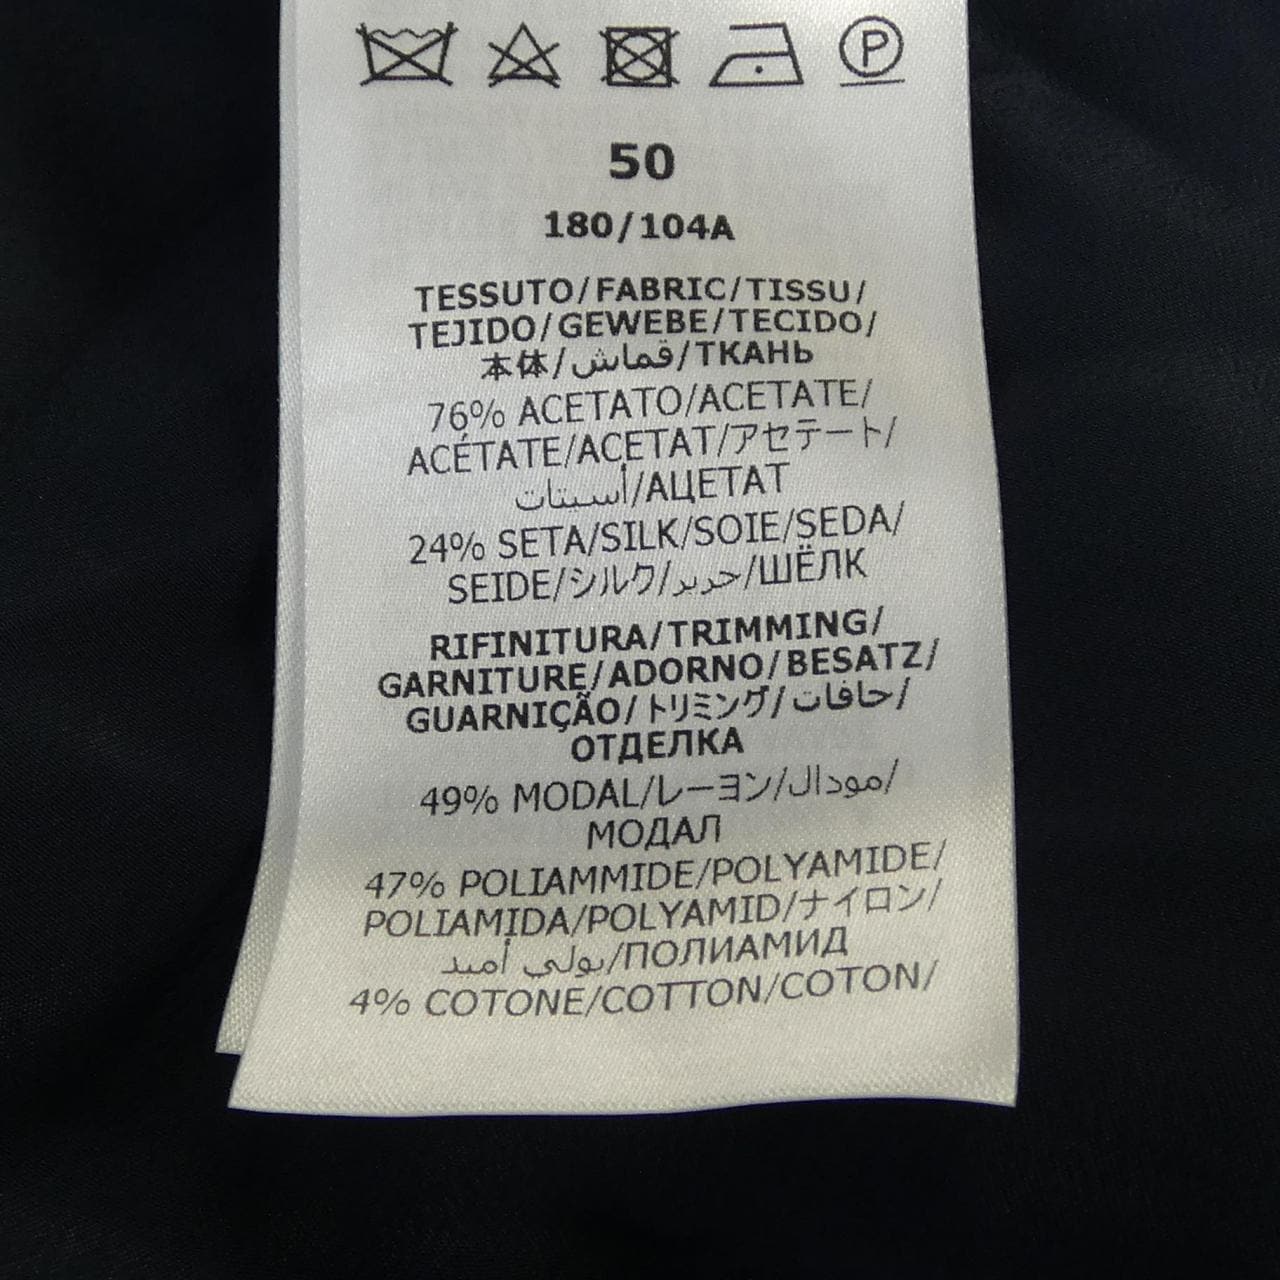 P
50
180/104A
TESSUTO/FABRIC/TISSU/
TEJIDO/GEWEBE/TECIDO/
本体/قماش/ТКАНЬ
76% ACETATO/ACETATE/
ACÉTATE/ACETAT/アセテート/
أسيتات/АЦЕТАТ
24% SETA/SILK/SOIE/SEDA/
SEIDE/シルク/حرير/ШЁЛК
RIFINITURA/TRIMMING/
GARNITURE/ADORNO/BESATZ/
GUARNIÇÃO/トリミング/حافات/
ОТДЕЛКА
49% MODAL/レーヨン/مودال/
МОДАЛ
47% POLIAMMIDE/POLYAMIDE/
POLIAMIDA/POLYAMID/ナイロン/
بولي أميد/ПОЛИАМИД
4% COTONE/COTTON/COTON/